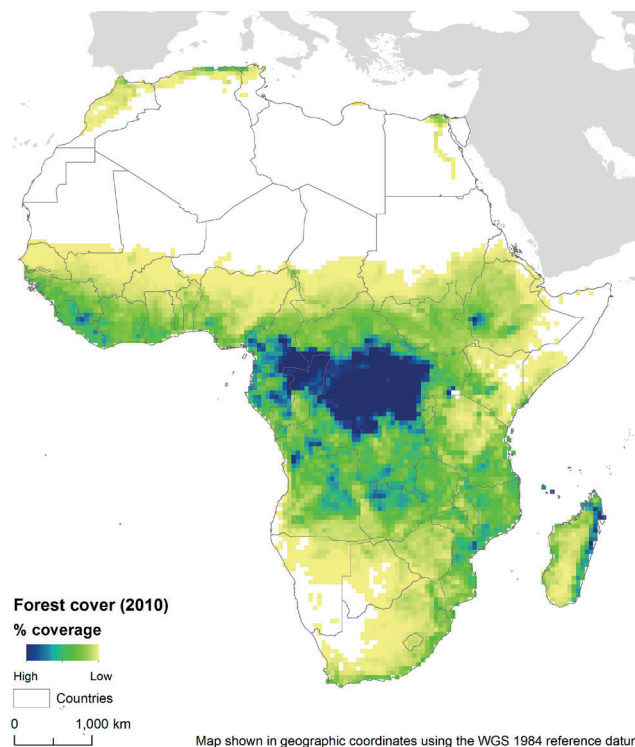 Forest cover (2010)
% coverage
High Low
Countries
0 1,000 km
Map shown in geographic coordinates using the WGS 1984 reference datum